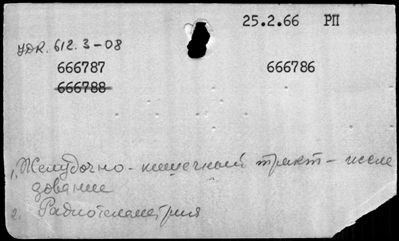 25.2.66 РП
УДК. 612.3-08
666787 666786
666788
1. Желудочно-кишечный тракт-иссле
дование
2. Радиотелеметрия